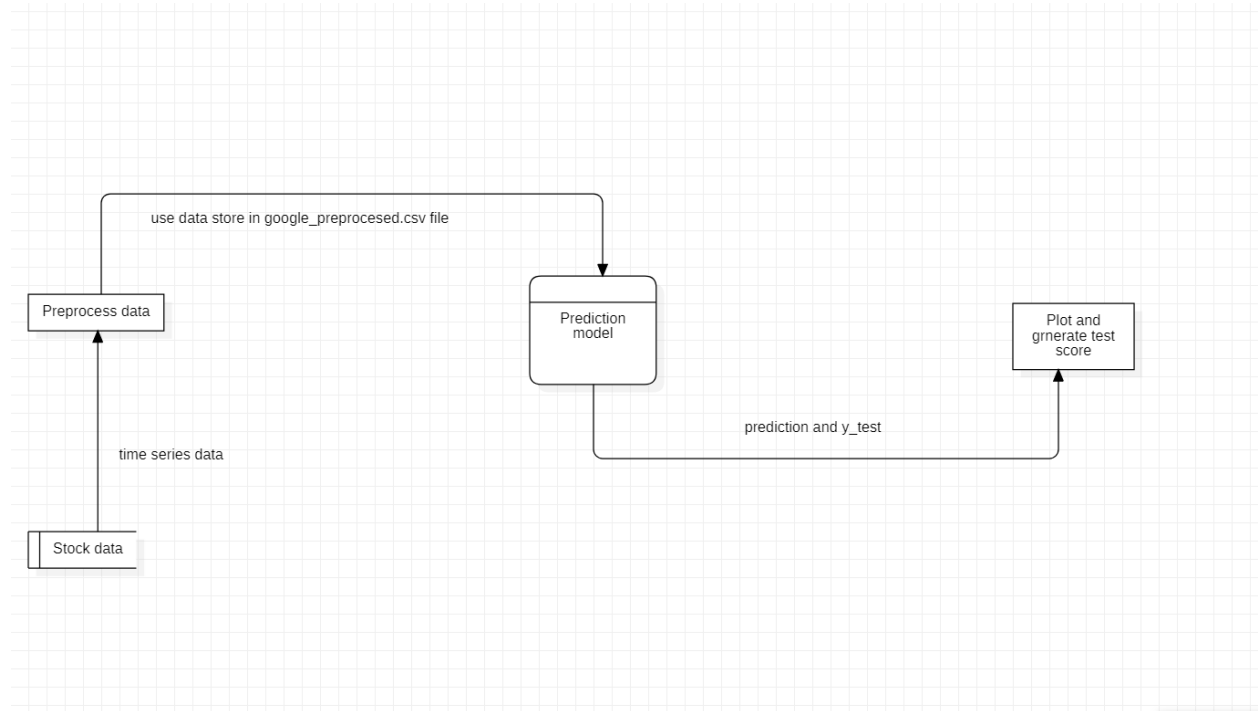 use data store in google_preprocesed.csv file
Preprocess data
Prediction
model
Plot and
grnerate test
score
prediction and y_test
time series data
Stock data